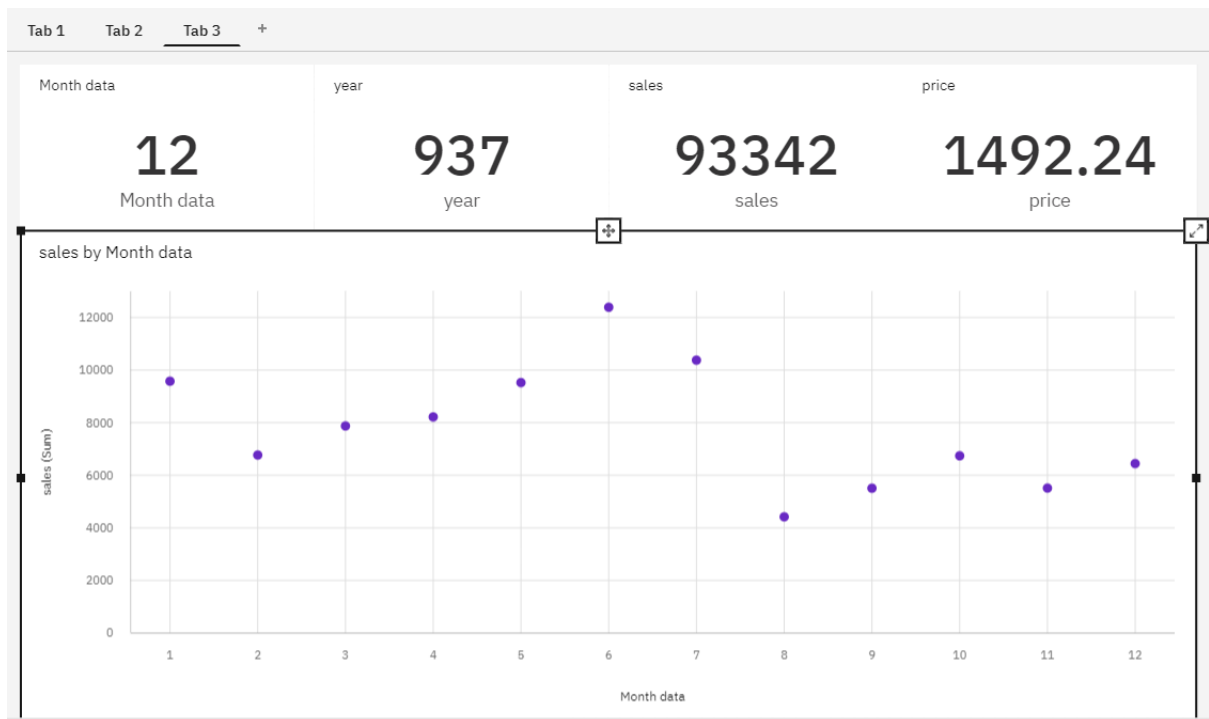 Tab 1 Tab 2 Tab 3 +
Month data year sales price
12 937 93342 1492.24
Month data year sales price
sales by Month data
12000
10000
8000
6000
4000
2000
0
sales (Sum)
1 2 3 4 5 6 7 8 9 10 11 12
Month data